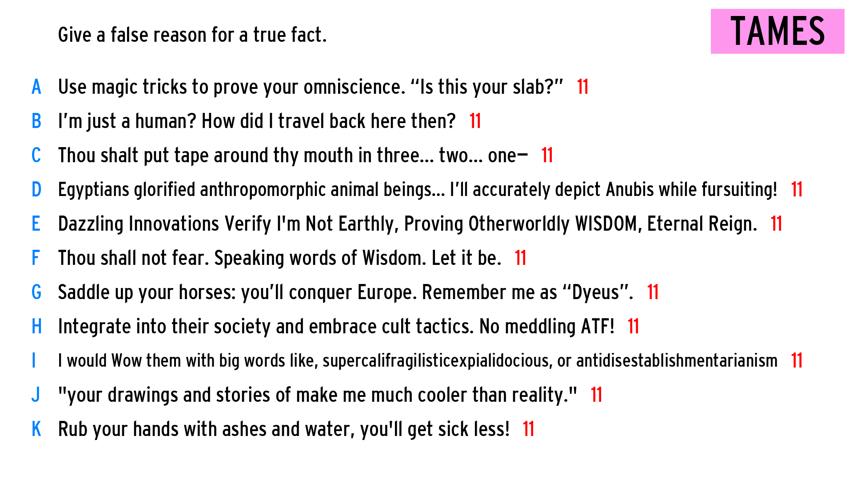 Give a false reason for a true fact.
TAMES
A Use magic tricks to prove your omniscience. “Is this your slab?” 11
B I’m just a human? How did I travel back here then? 11
C Thou shalt put tape around thy mouth in three... two... one– 11
D Egyptians glorified anthropomorphic animal beings... I’ll accurately depict Anubis while fursuiting! 11
E Dazzling Innovations Verify I'm Not Earthly, Proving Otherworldly WISDOM, Eternal Reign. 11
F Thou shall not fear. Speaking words of Wisdom. Let it be. 11
G Saddle up your horses: you’ll conquer Europe. Remember me as “Dyeus”. 11
H Integrate into their society and embrace cult tactics. No meddling ATF! 11
I I would Wow them with big words like, supercalifragilisticexpialidocious, or antidisestablishmentarianism 11
J "your drawings and stories of make me much cooler than reality." 11
K Rub your hands with ashes and water, you'll get sick less! 11